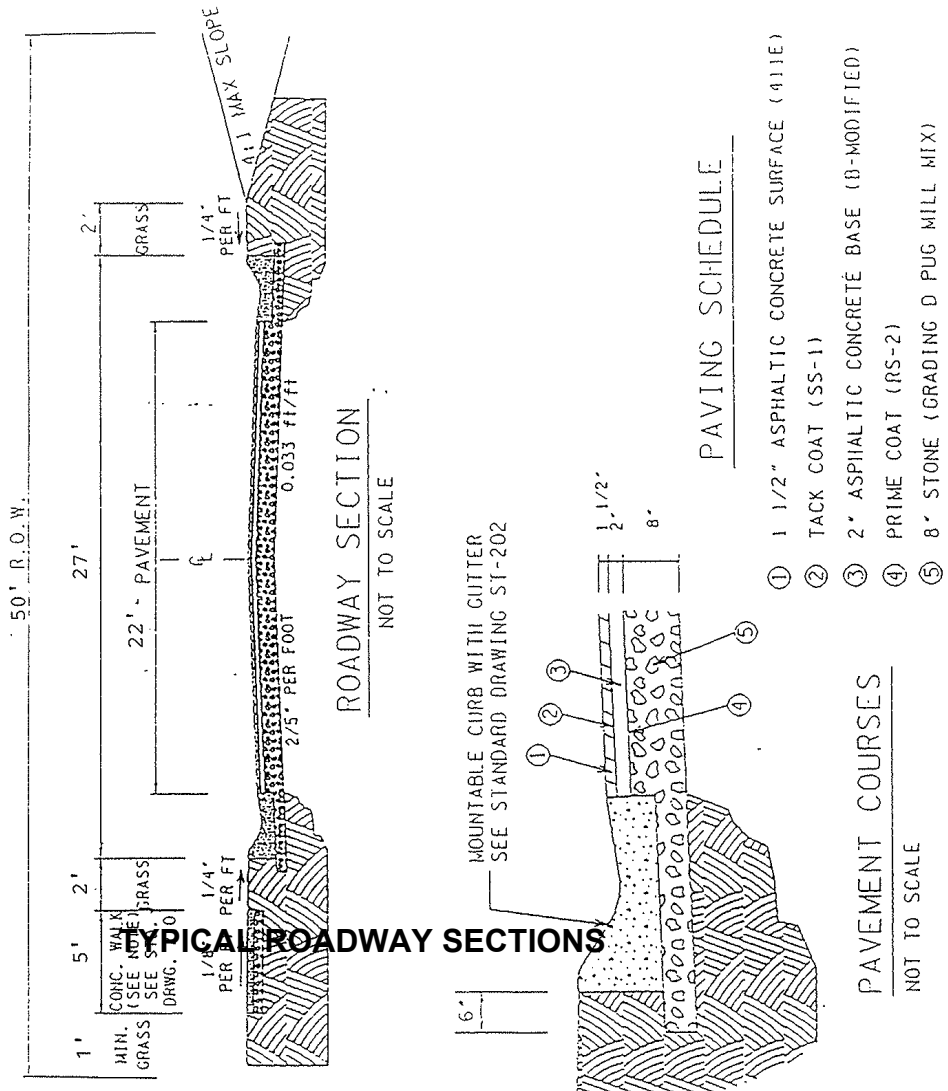 50' R.O.W.
27'
22' - PAVEMENT
1'
MIN.
GRASS
5'
CONC. WALK
(SEE NOTE)
DRWG.
2'
GRASS
PER FT
1/4"
PER FT
2'
GRASS
1/4"
PER FT
MAX SLOPE
2/5" PER FOOT
0.033 ft/ft
ROADWAY SECTION
NOT TO SCALE
TYPICAL ROADWAY SECTIONS
6"
MOUNTABLE CURB WITH GUTTER
SEE STANDARD DRAWING ST-202
1 1/2"
2"
8"
①
②
③
④
⑤
PAVEMENT COURSES
NOT TO SCALE
PAVING SCHEDULE
① 1 1/2" ASPHALTIC CONCRETE SURFACE (411E)
② TACK COAT (SS-1)
③ 2" ASPHALTIC CONCRETE BASE (B-MODIFIED)
④ PRIME COAT (RS-2)
⑤ 8" STONE (GRADING D PUG MILL MIX)